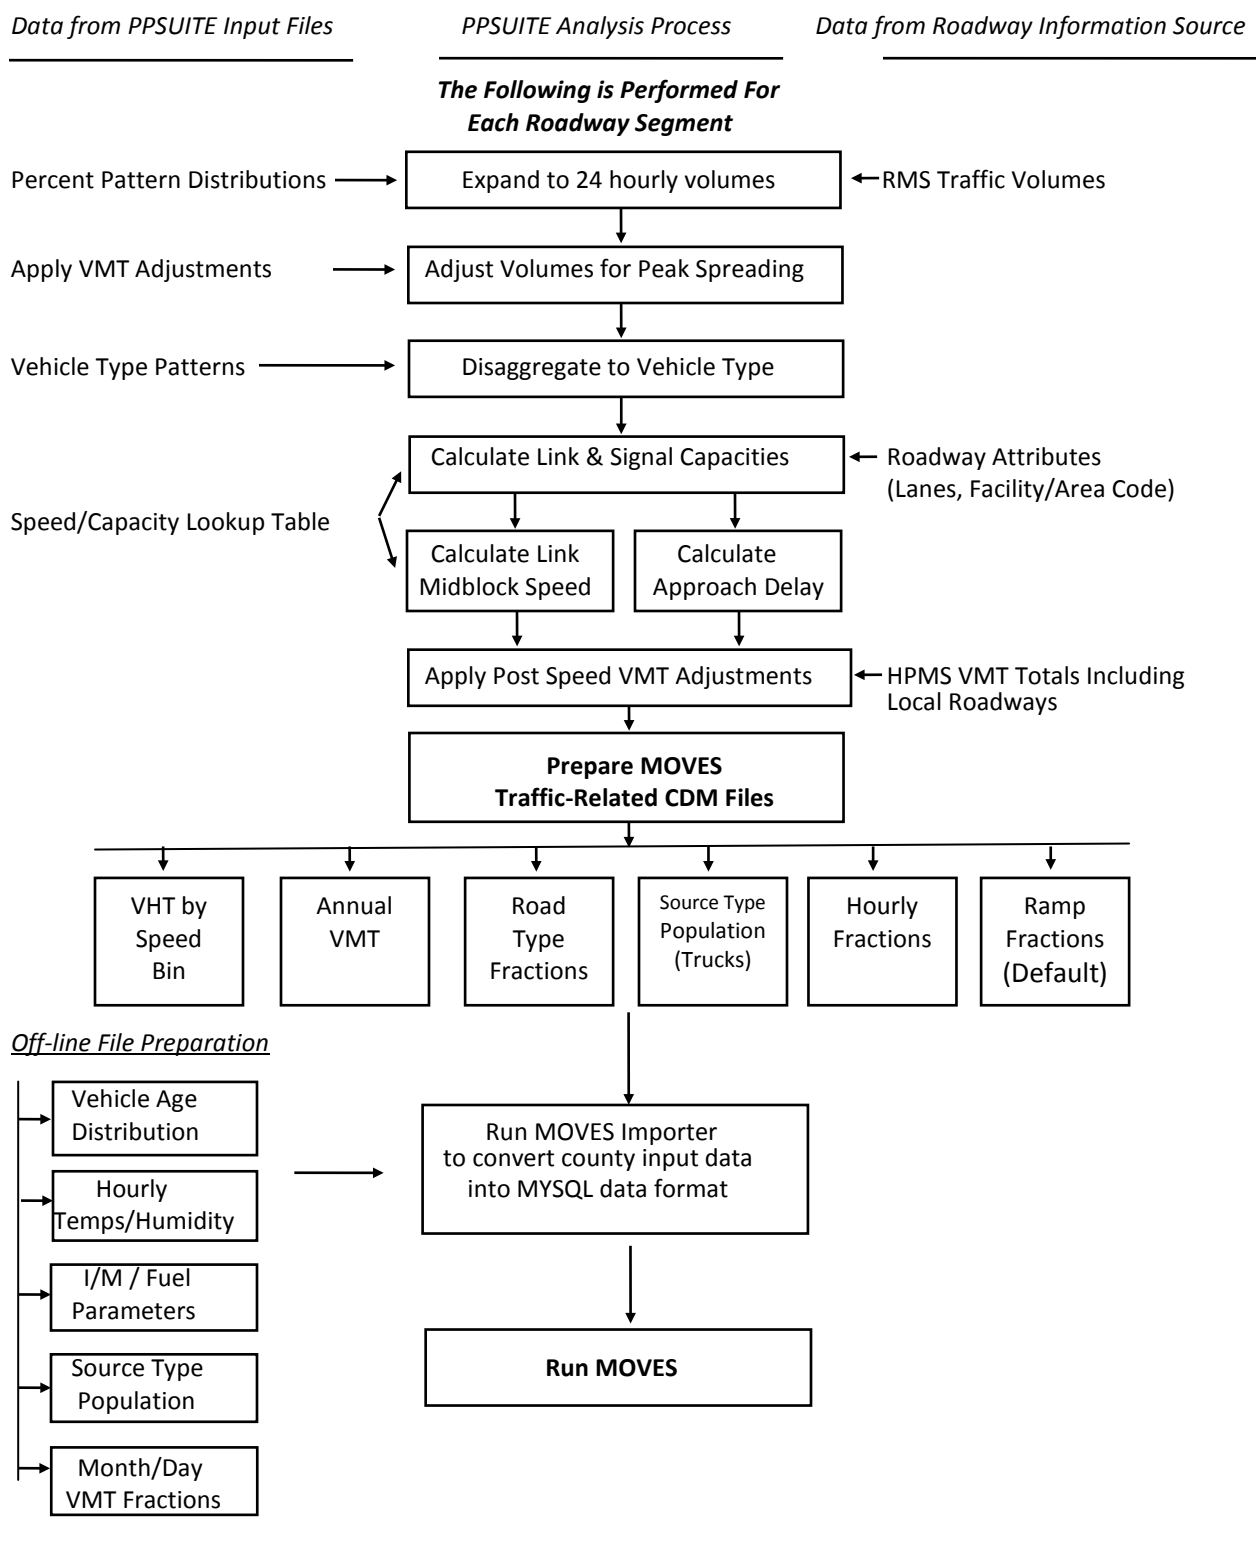 Data from PPSUITE Input Files
PPSUITE Analysis Process
Data from Roadway Information Source
The Following is Performed For
Each Roadway Segment
Percent Pattern Distributions
Expand to 24 hourly volumes
RMS Traffic Volumes
Apply VMT Adjustments
Adjust Volumes for Peak Spreading
Vehicle Type Patterns
Disaggregate to Vehicle Type
Calculate Link & Signal Capacities
Roadway Attributes
(Lanes, Facility/Area Code)
Speed/Capacity Lookup Table
Calculate Link
Midblock Speed
Calculate
Approach Delay
Apply Post Speed VMT Adjustments
HPMS VMT Totals Including
Local Roadways
Prepare MOVES
Traffic-Related CDM Files
VHT by
Speed
Bin
Annual
VMT
Road
Type
Fractions
Source Type
Population
(Trucks)
Hourly
Fractions
Ramp
Fractions
(Default)
Off-line File Preparation
Vehicle Age
Distribution
Hourly
Temps/Humidity
I/M / Fuel
Parameters
Source Type
Population
Month/Day
VMT Fractions
Run MOVES Importer
to convert county input data
into MYSQL data format
Run MOVES